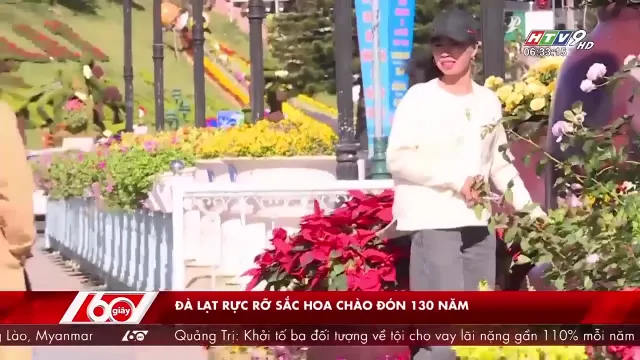 HTV9 HD
06:33:15
60 giây
ĐÀ LẠT RỰC RỠ SẮC HOA CHÀO ĐÓN 130 NĂM
g Lào, Myanmar 60 Quảng Trị: Khởi tố ba đối tượng về tội cho vay lãi nặng gần 110% mỗi năm